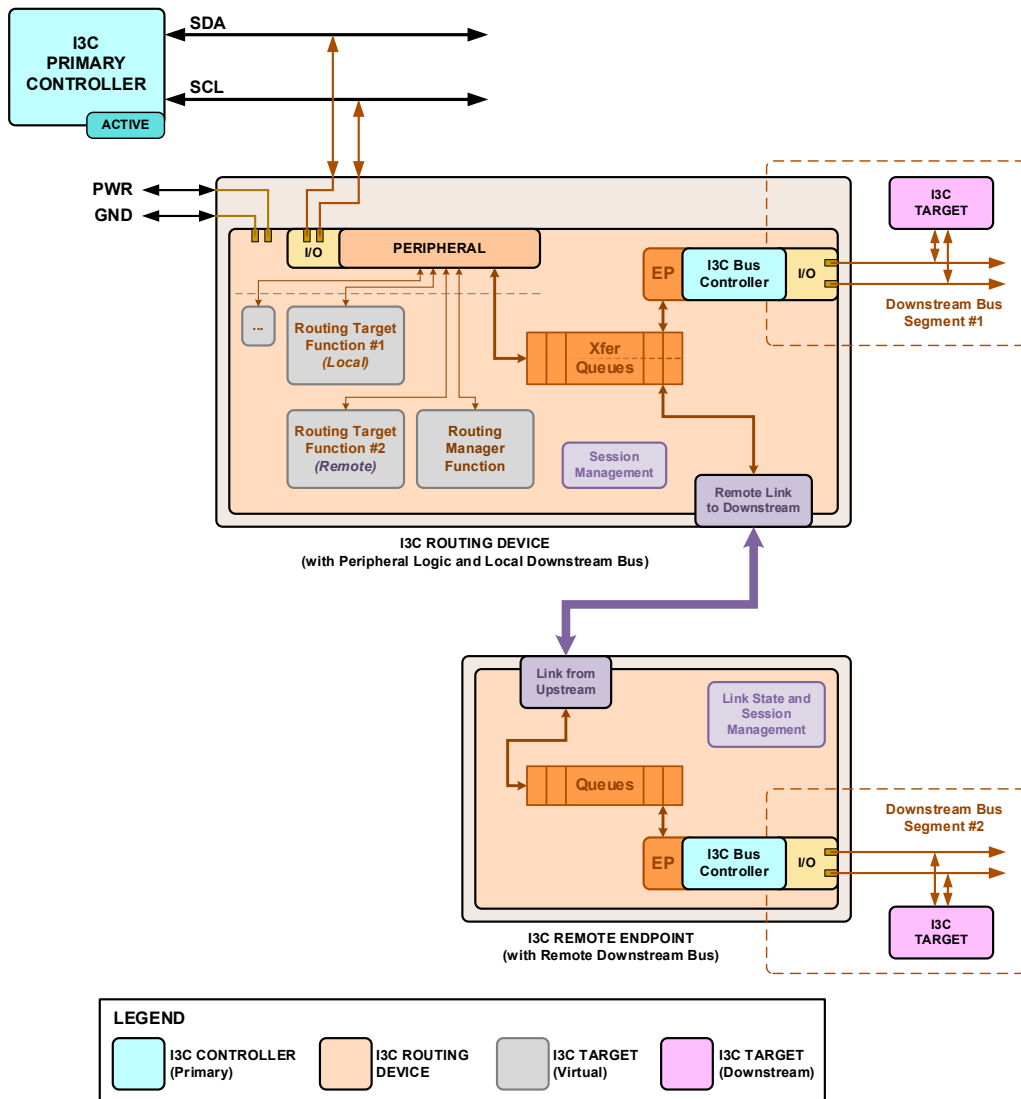 I3C
PRIMARY
CONTROLLER
ACTIVE
SDA
SCL
PWR
GND
I/O
PERIPHERAL
...
Routing Target
Function #1
(Local)
Routing Target
Function #2
(Remote)
Routing
Manager
Function
EP
I3C Bus
Controller
I/O
Xfer
Queues
Session
Management
Remote Link
to Downstream
I3C
TARGET
Downstream Bus
Segment #1
I3C ROUTING DEVICE
(with Peripheral Logic and Local Downstream Bus)
Link from
Upstream
Link State and
Session
Management
Queues
EP
I3C Bus
Controller
I/O
Downstream Bus
Segment #2
I3C
TARGET
I3C REMOTE ENDPOINT
(with Remote Downstream Bus)
LEGEND
I3C CONTROLLER
(Primary)
I3C ROUTING
DEVICE
I3C TARGET
(Virtual)
I3C TARGET
(Downstream)